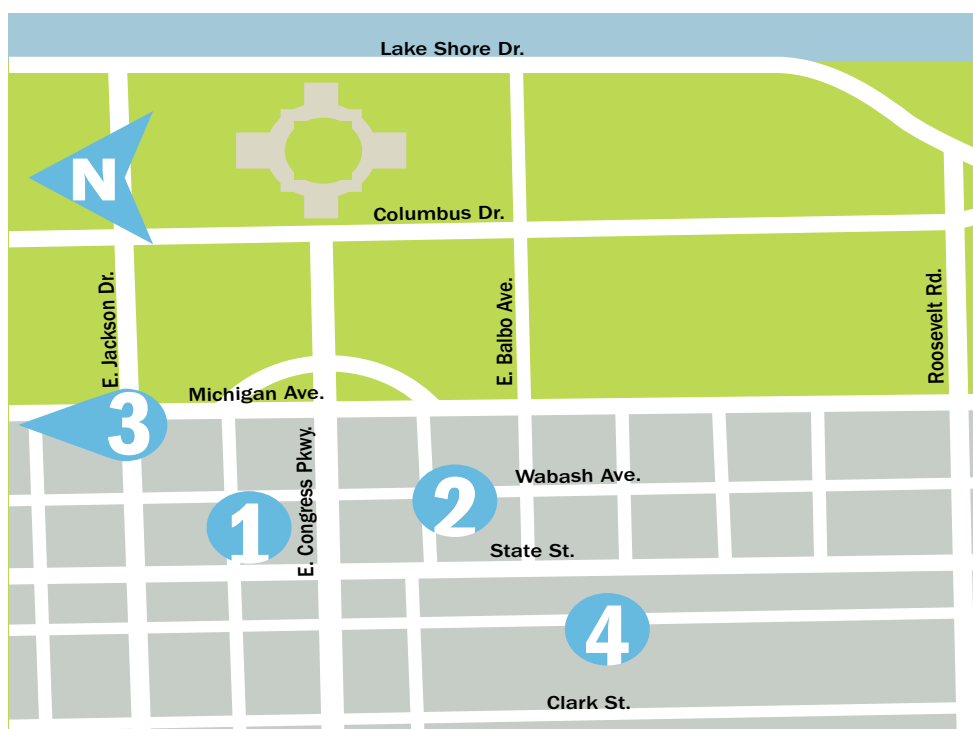 Lake Shore Dr.
N
Columbus Dr.
E. Jackson Dr.
E. Balbo Ave.
Roosevelt Rd.
Michigan Ave.
3
E. Congress Pkwy.
Wabash Ave.
1
2
State St.
4
Clark St.